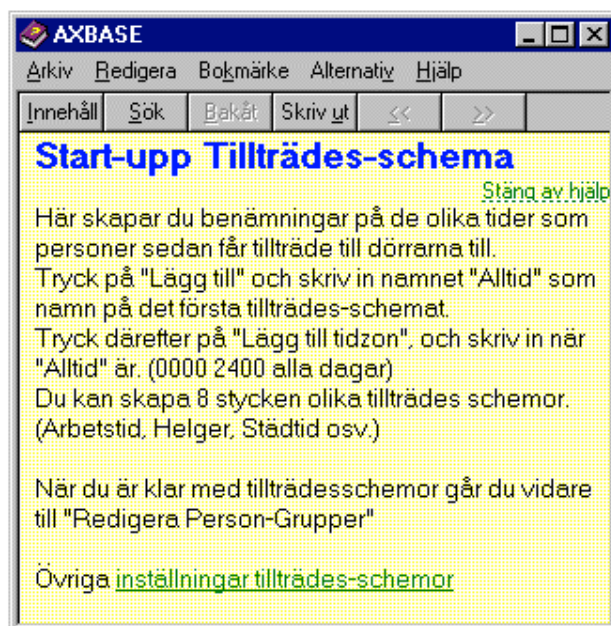 AXBASE
Arkiv Redigera Bokmärke Alternativ Hjälp
Innehåll Sök Bakåt Skriv ut << >>
Start-upp Tillträdes-schema
Stäng av hjälp
Här skapar du benämningar på de olika tider som
personer sedan får tillträde till dörrarna till.
Tryck på "Lägg till" och skriv in namnet "Alltid" som
namn på det första tillträdes-schemat.
Tryck därefter på "Lägg till tidzon", och skriv in när
"Alltid" är. (0000 2400 alla dagar)
Du kan skapa 8 stycken olika tillträdes schemor.
(Arbetstid, Helger, Städtid osv.)
När du är klar med tillträdesschemor går du vidare
till "Redigera Person-Grupper"
Övriga inställningar tillträdes-schemor